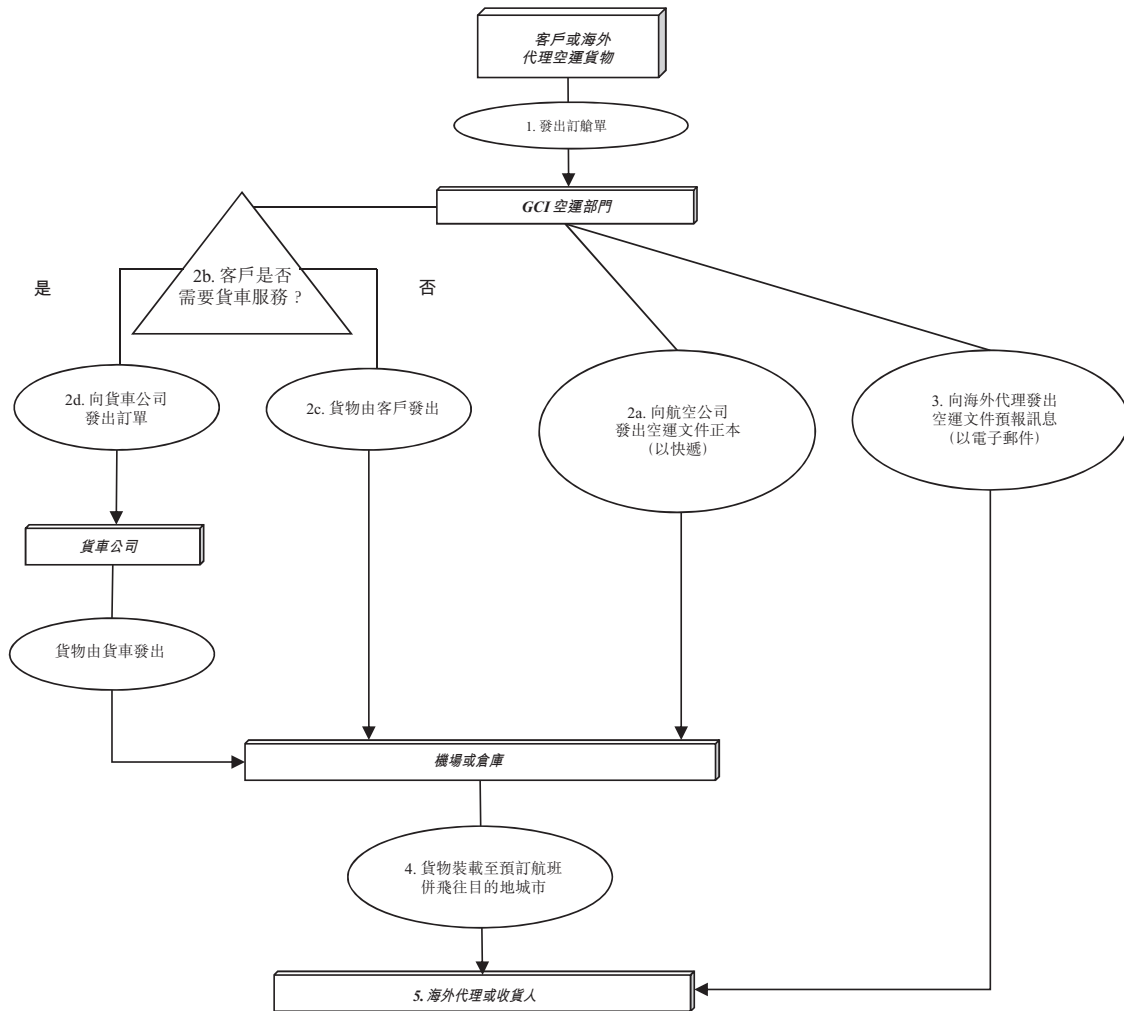 客戶或海外
代理空運貨物
1. 發出訂艙單
GCI 空運部門
2b. 客戶是否
需要貨車服務 ?
是
否
2d. 向貨車公司
發出訂單
2c. 貨物由客戶發出
2a. 向航空公司
發出空運文件正本
(以快遞)
3. 向海外代理發出
空運文件預報訊息
(以電子郵件)
貨車公司
貨物由貨車發出
機場或倉庫
4. 貨物裝載至預訂航班
併飛往目的地城市
5. 海外代理或收貨人